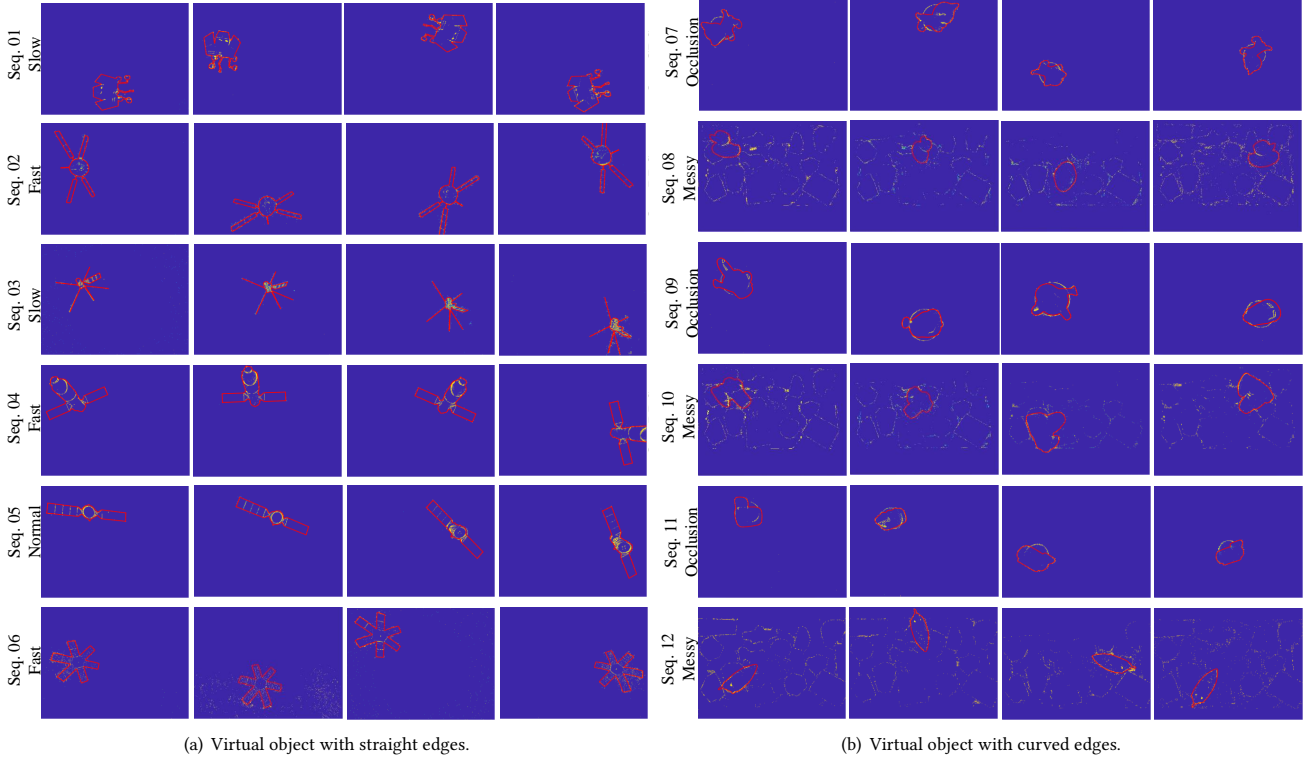 Seq. 01
Slow
Seq. 02
Fast
Seq. 03
Slow
Seq. 04
Fast
Seq. 05
Normal
Seq. 06
Fast
(a) Virtual object with straight edges.
Seq. 07
Occlusion
Seq. 08
Messy
Seq. 09
Occlusion
Seq. 10
Messy
Seq. 11
Occlusion
Seq. 12
Messy
(b) Virtual object with curved edges.